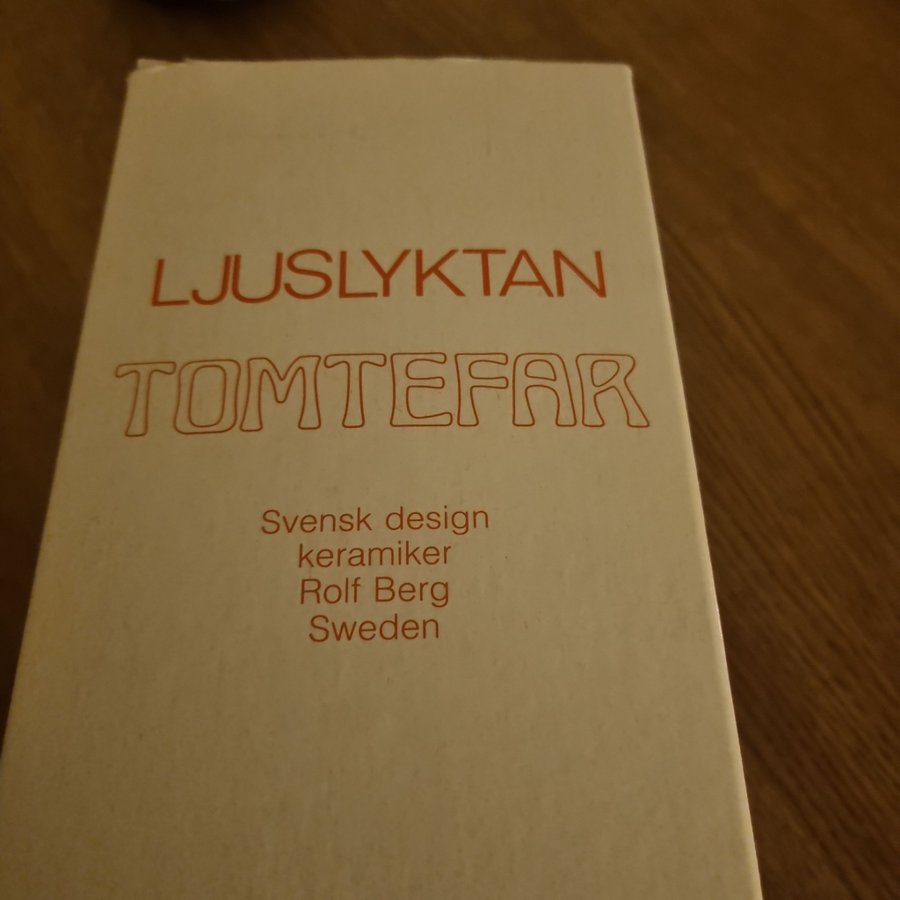 LJUSLYKTAN
TOMTEFAR
Svensk design
keramiker
Rolf Berg
Sweden